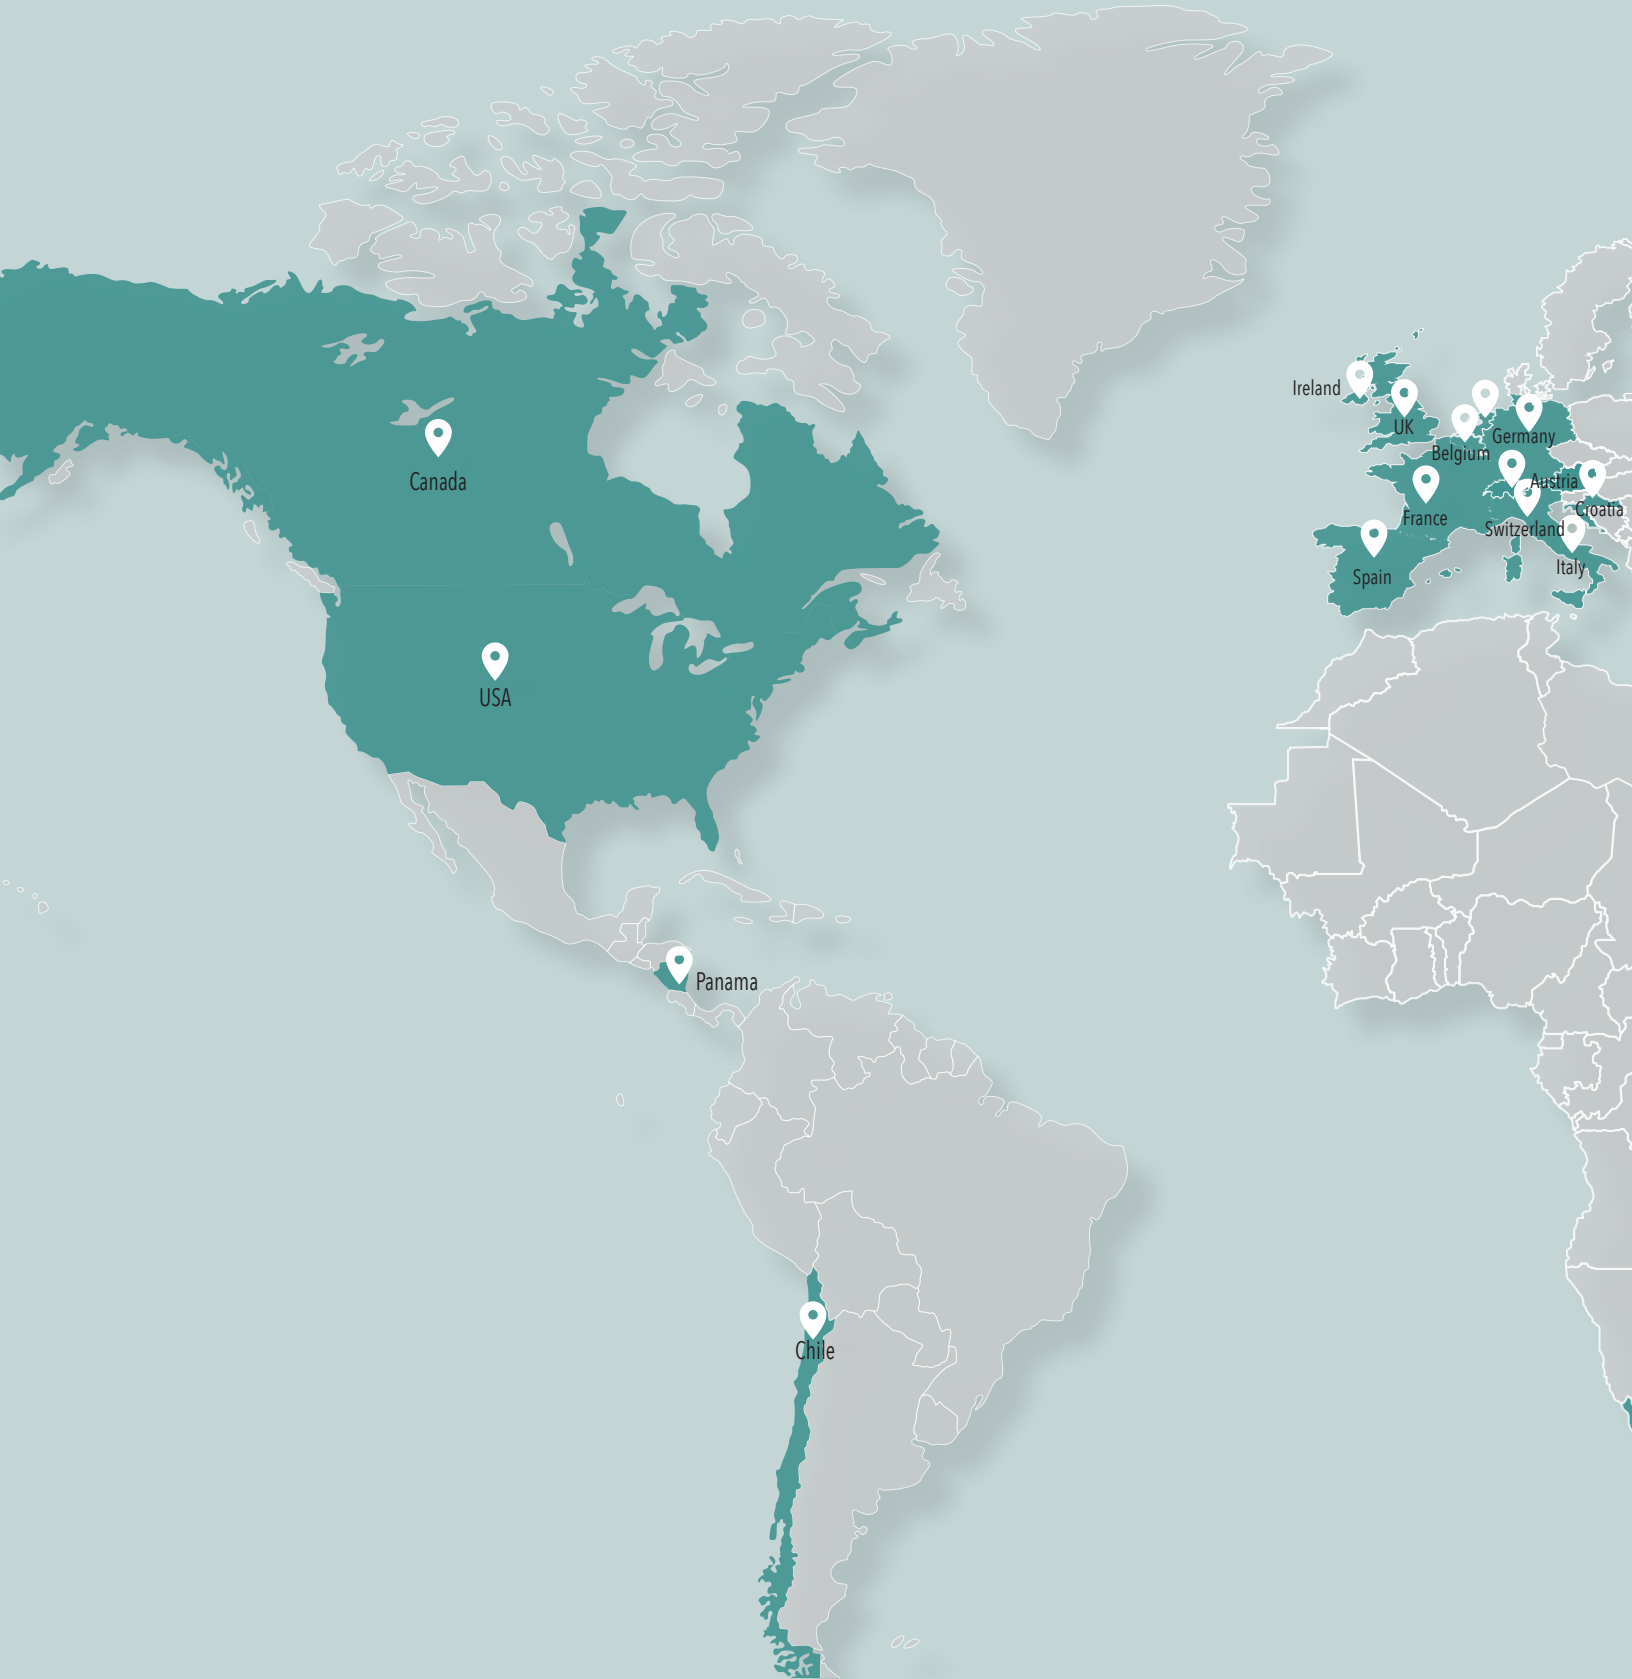 Ireland
UK
Germany
Belgium
Canada
Austria
Croatia
France
Switzerland
Italy
Spain
USA
Panama
Chile